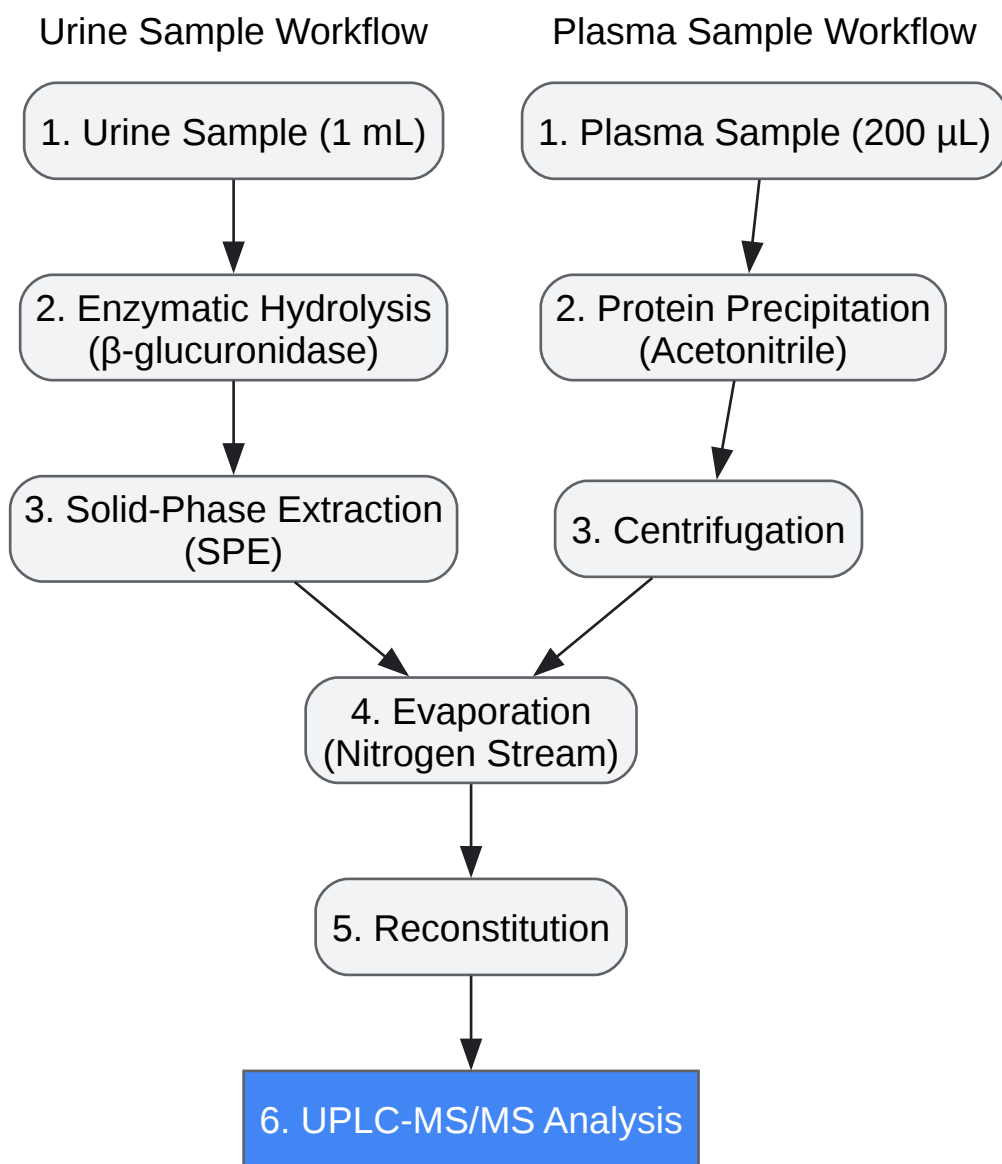 Urine Sample Workflow
Plasma Sample Workflow
1. Urine Sample (1 mL)
1. Plasma Sample (200 µL)
2. Enzymatic Hydrolysis
(β-glucuronidase)
2. Protein Precipitation
(Acetonitrile)
3. Solid-Phase Extraction
(SPE)
3. Centrifugation
4. Evaporation
(Nitrogen Stream)
5. Reconstitution
6. UPLC-MS/MS Analysis